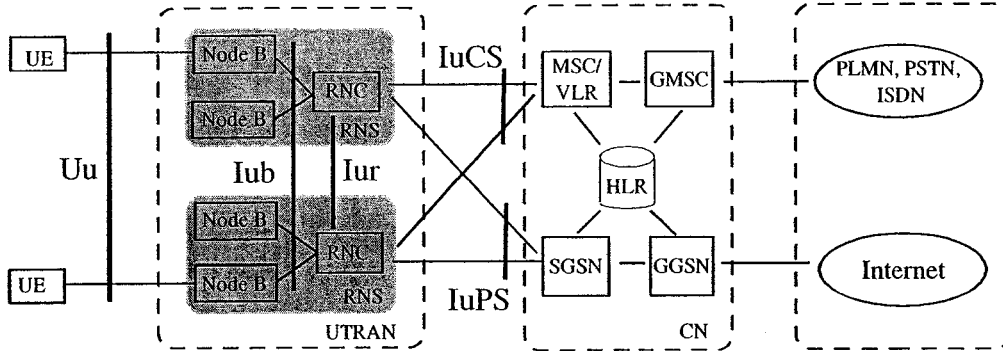 UE
Node B
Node B
RNC
RNS
Uu
Iub
Iur
Node B
Node B
RNC
RNS
UE
UTRAN
IuCS
IuPS
MSC/
VLR
GMSC
HLR
SGSN
GGSN
CN
PLMN, PSTN,
ISDN
Internet